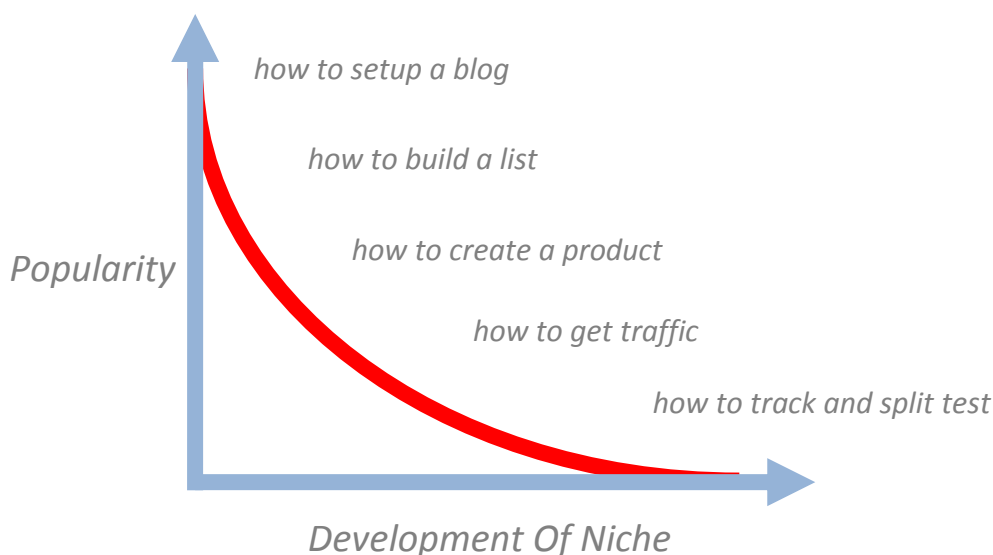 how to setup a blog
how to build a list
how to create a product
Popularity
how to get traffic
how to track and split test
Development Of Niche